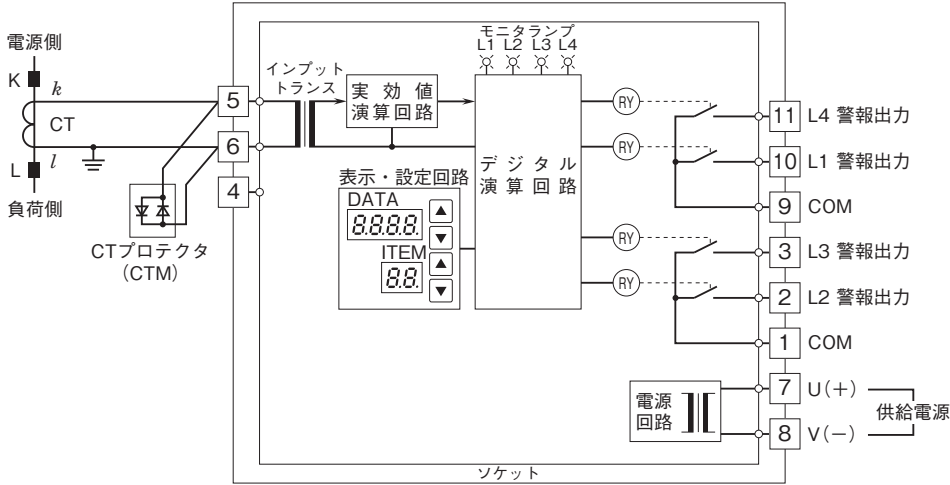 電源側
K
k
CT
L
l
負荷側
CTプロテクタ
(CTM)
5
6
4
インプット
トランス
実 効 値
演算回路
モニタランプ
L1 L2 L3 L4
デ ジ タ ル
演 算 回 路
表示・設定回路
DATA
8.8.8.8.
ITEM
8.8.
▲
▼
▲
▼
RY
RY
RY
RY
11 L4 警報出力
10 L1 警報出力
9 COM
3 L3 警報出力
2 L2 警報出力
1 COM
7 U(+)
8 V(−)
供給電源
電源
回路
ソケット